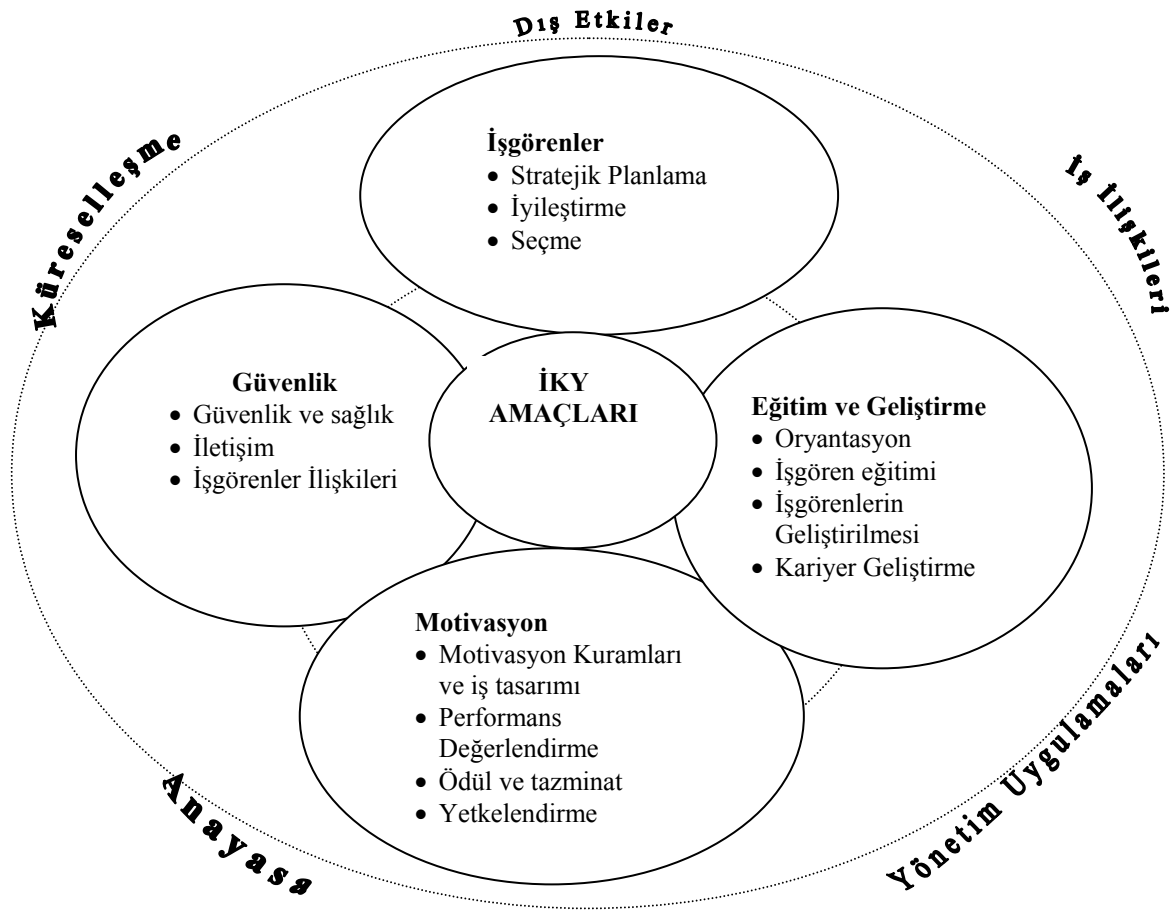 Dış Etkiler
Küreselleşme
İş İlişkileri
İşgörenler
• Stratejik Planlama
• İyileştirme
• Seçme
Güvenlik
• Güvenlik ve sağlık
• İletişim
• İşgörenler İlişkileri
İKY
AMAÇLARI
Eğitim ve Geliştirme
• Oryantasyon
• İşgören eğitimi
• İşgörenlerin
Geliştirilmesi
• Kariyer Geliştirme
Motivasyon
• Motivasyon Kuramları
ve iş tasarımı
• Performans
Değerlendirme
• Ödül ve tazminat
• Yetkelendirme
Anayasa
Yönetim Uygulamaları